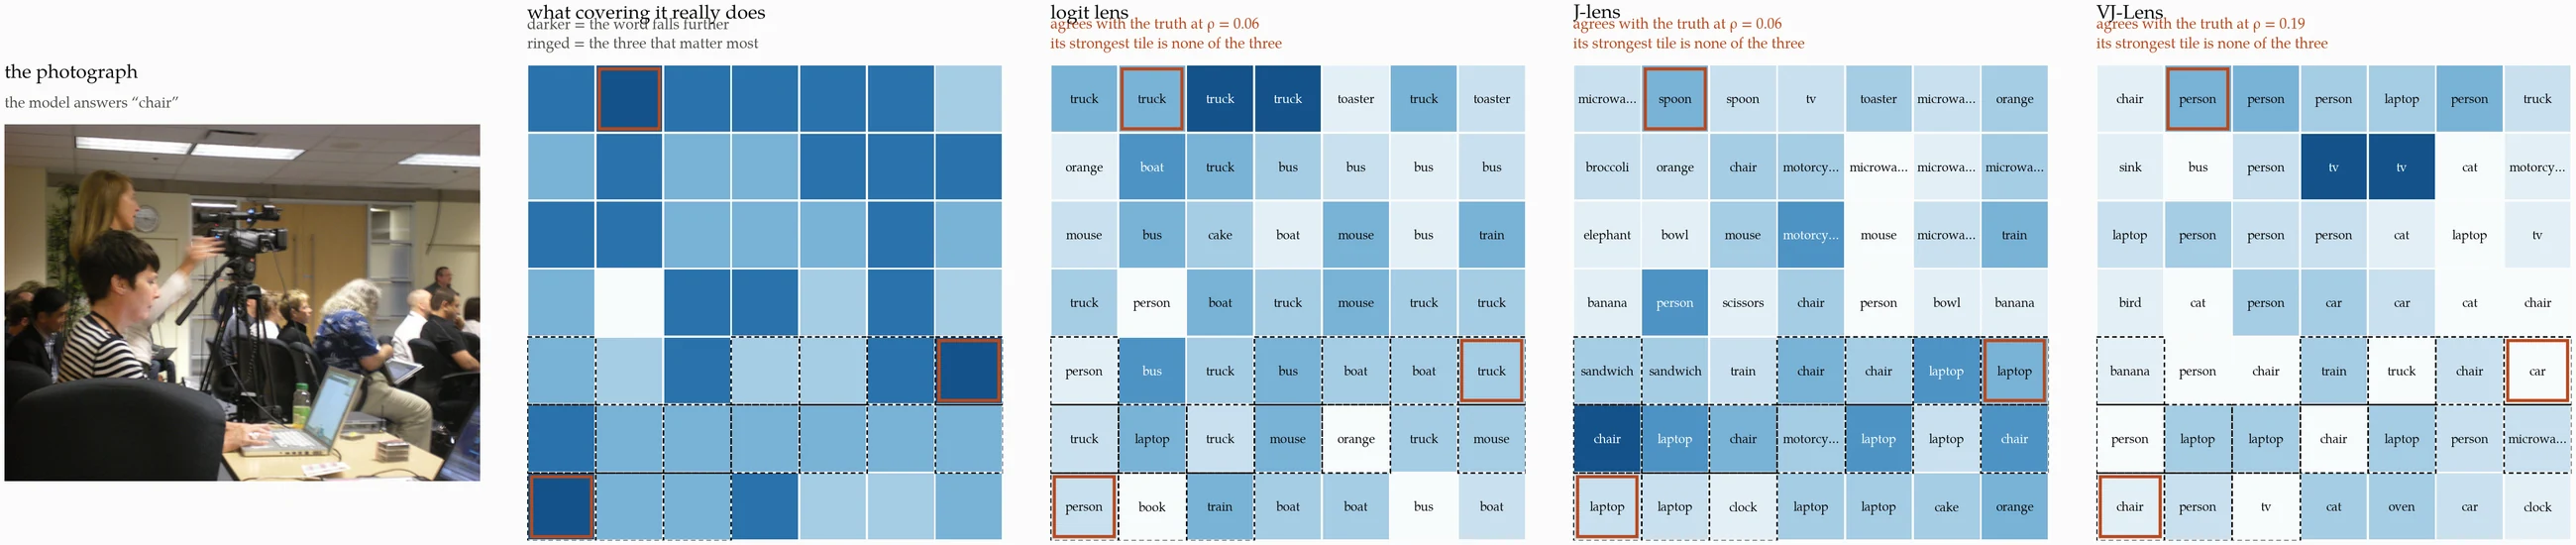 the photograph
the model answers “chair”
what covering it really does
darker = the word falls further
ringed = the three that matter most
logit lens
agrees with the truth at ρ = 0.06
its strongest tile is none of the three
truck truck truck truck toaster truck toaster
orange boat truck bus bus bus bus
mouse bus cake boat mouse bus train
truck person boat truck mouse truck truck
person bus truck bus boat boat truck
truck laptop truck mouse orange truck mouse
person book train boat boat bus boat
J-lens
agrees with the truth at ρ = 0.06
its strongest tile is none of the three
microwa... spoon spoon tv toaster microwa... orange
broccoli orange chair motorcy... microwa... microwa... microwa...
elephant bowl mouse motorcy... mouse microwa... train
banana person scissors chair person bowl banana
sandwich sandwich train chair chair laptop laptop
chair laptop chair motorcy... laptop laptop chair
laptop laptop clock laptop laptop cake orange
VJ-Lens
agrees with the truth at ρ = 0.19
its strongest tile is none of the three
chair person person person laptop person truck
sink bus person tv tv cat motorcy...
laptop person person person cat laptop tv
bird cat person car car cat chair
banana person chair train truck chair car
person laptop laptop chair laptop person microwa...
chair person tv cat oven car clock